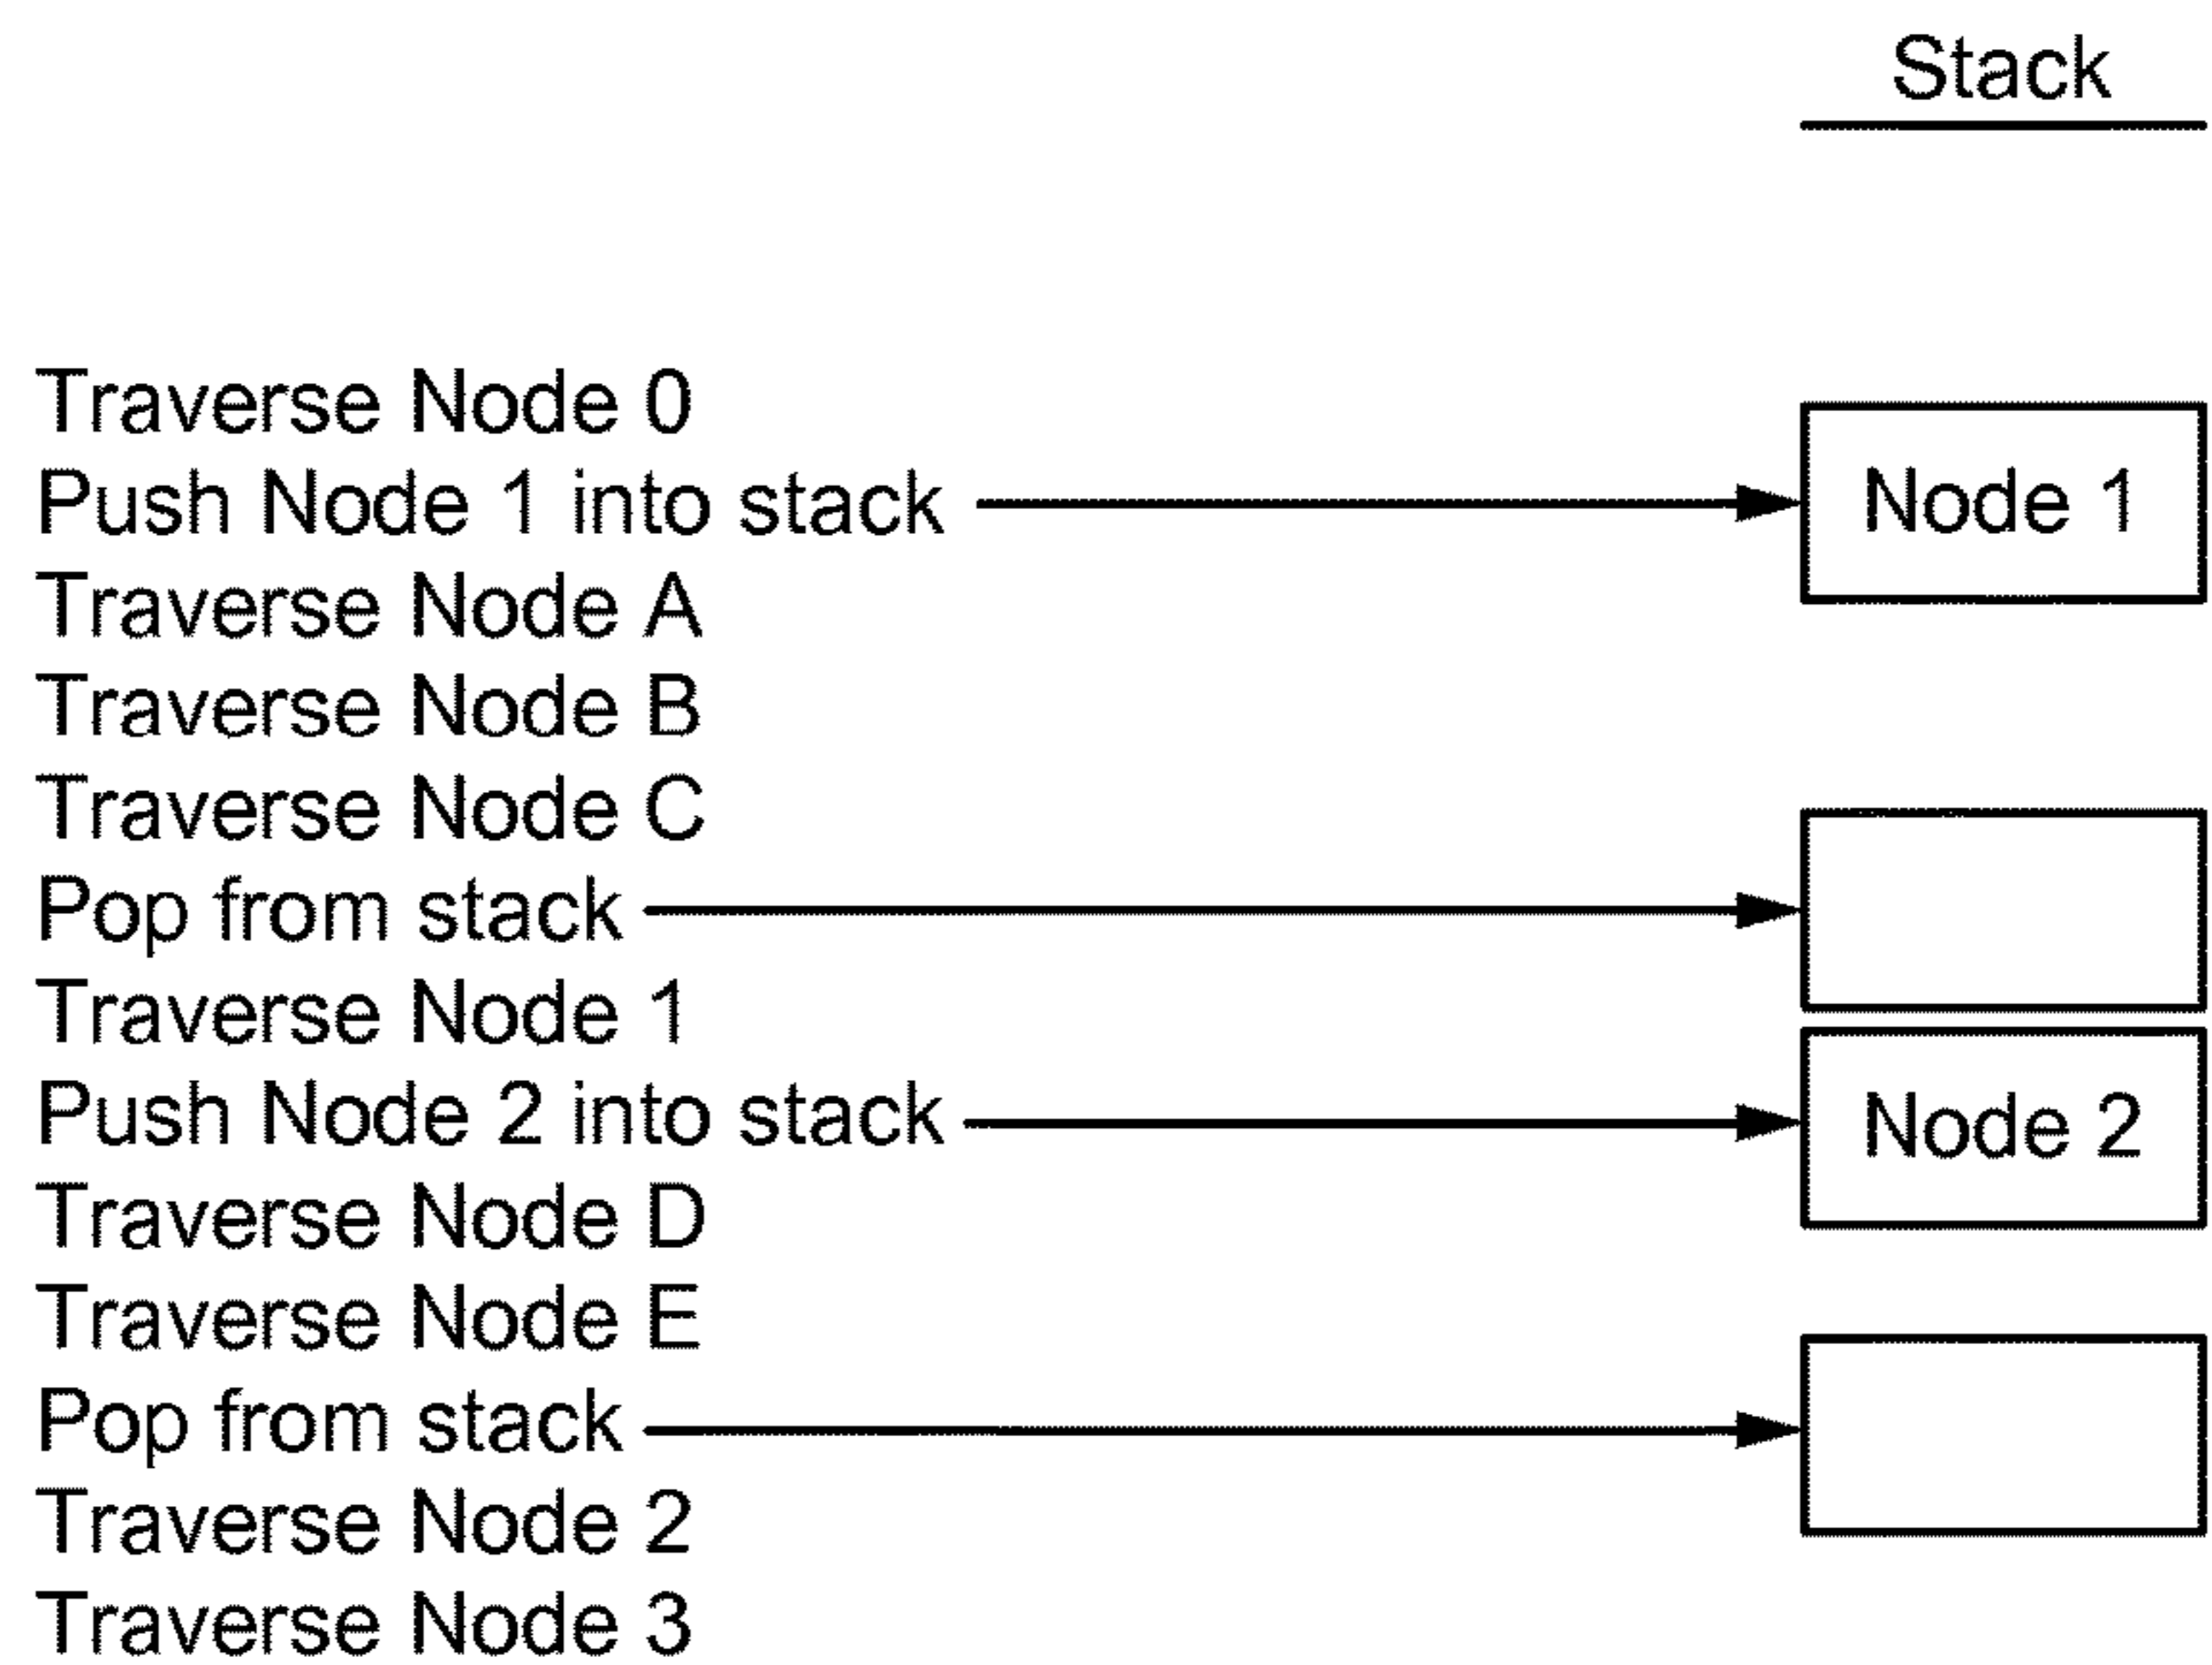 Stack
Traverse Node 0
Push Node 1 into stack
Node 1
Traverse Node A
Traverse Node B
Traverse Node C
Pop from stack
Traverse Node 1
Push Node 2 into stack
Node 2
Traverse Node D
Traverse Node E
Pop from stack
Traverse Node 2
Traverse Node 3